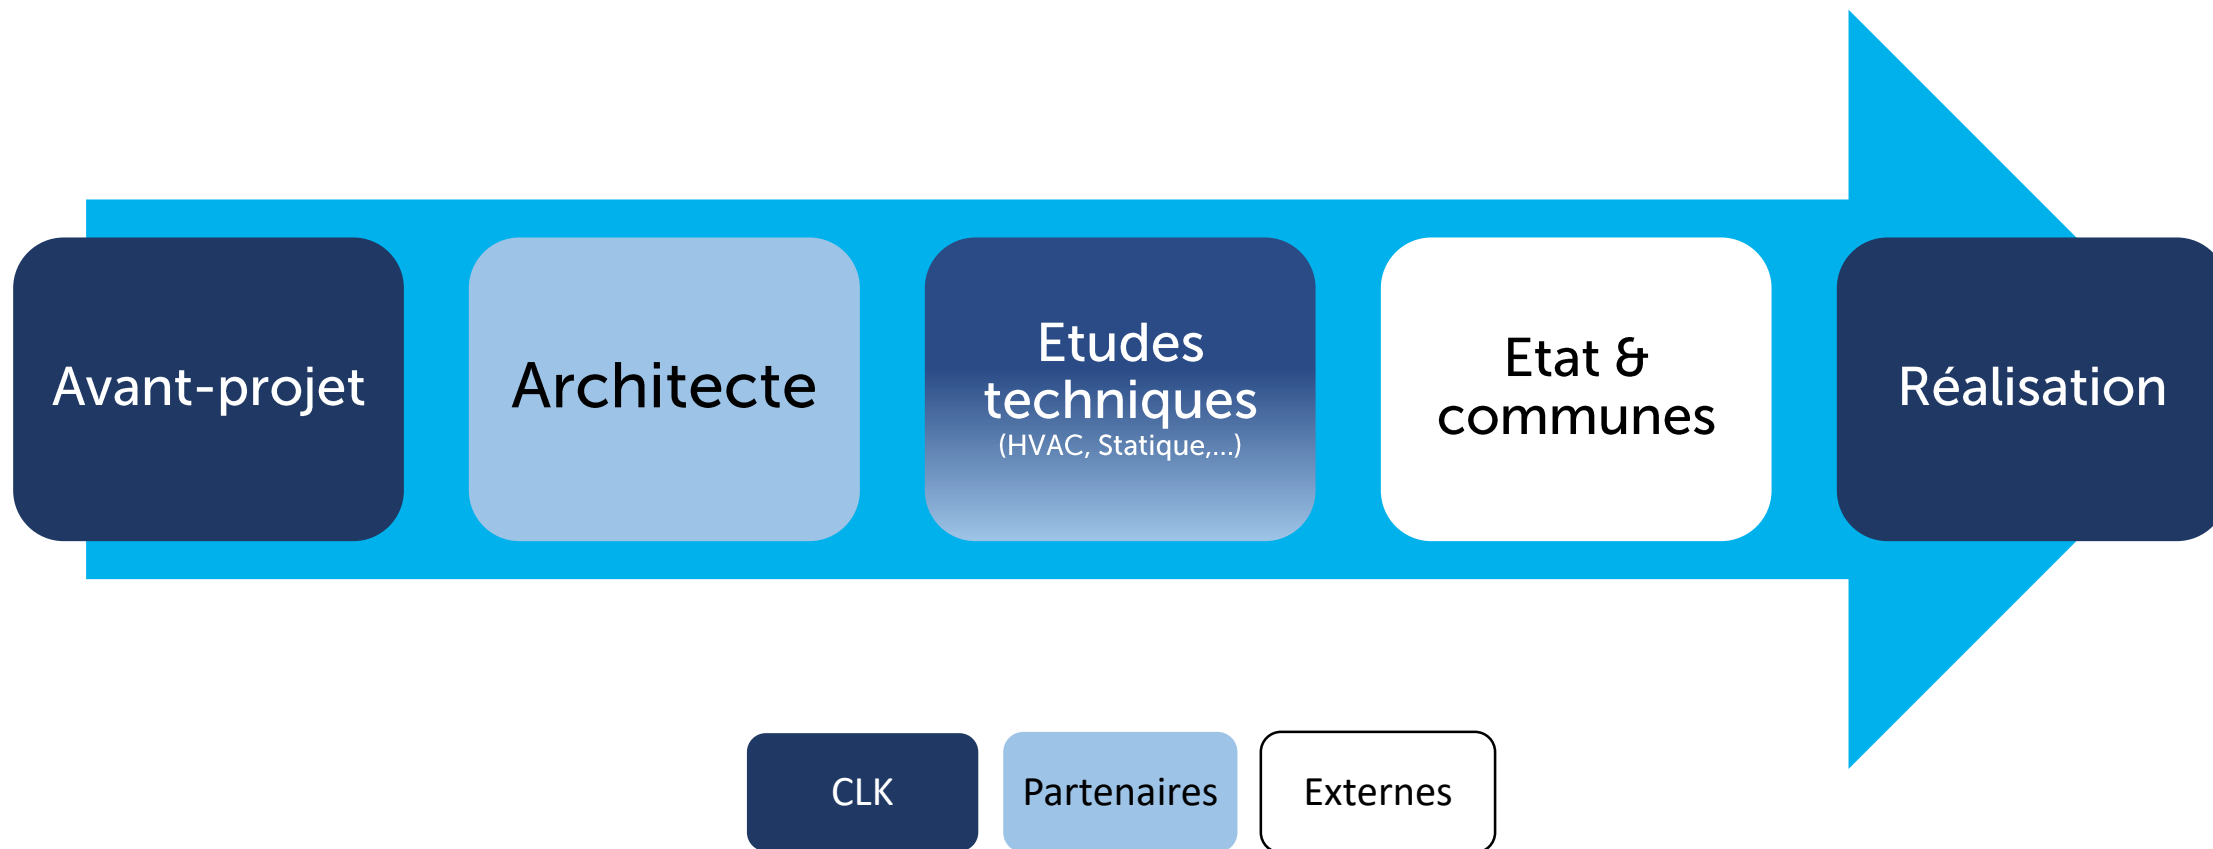 Avant-projet
Architecte
Etudes
techniques
(HVAC, Statique,...)
Etat &
communes
Réalisation
CLK
Partenaires
Externes